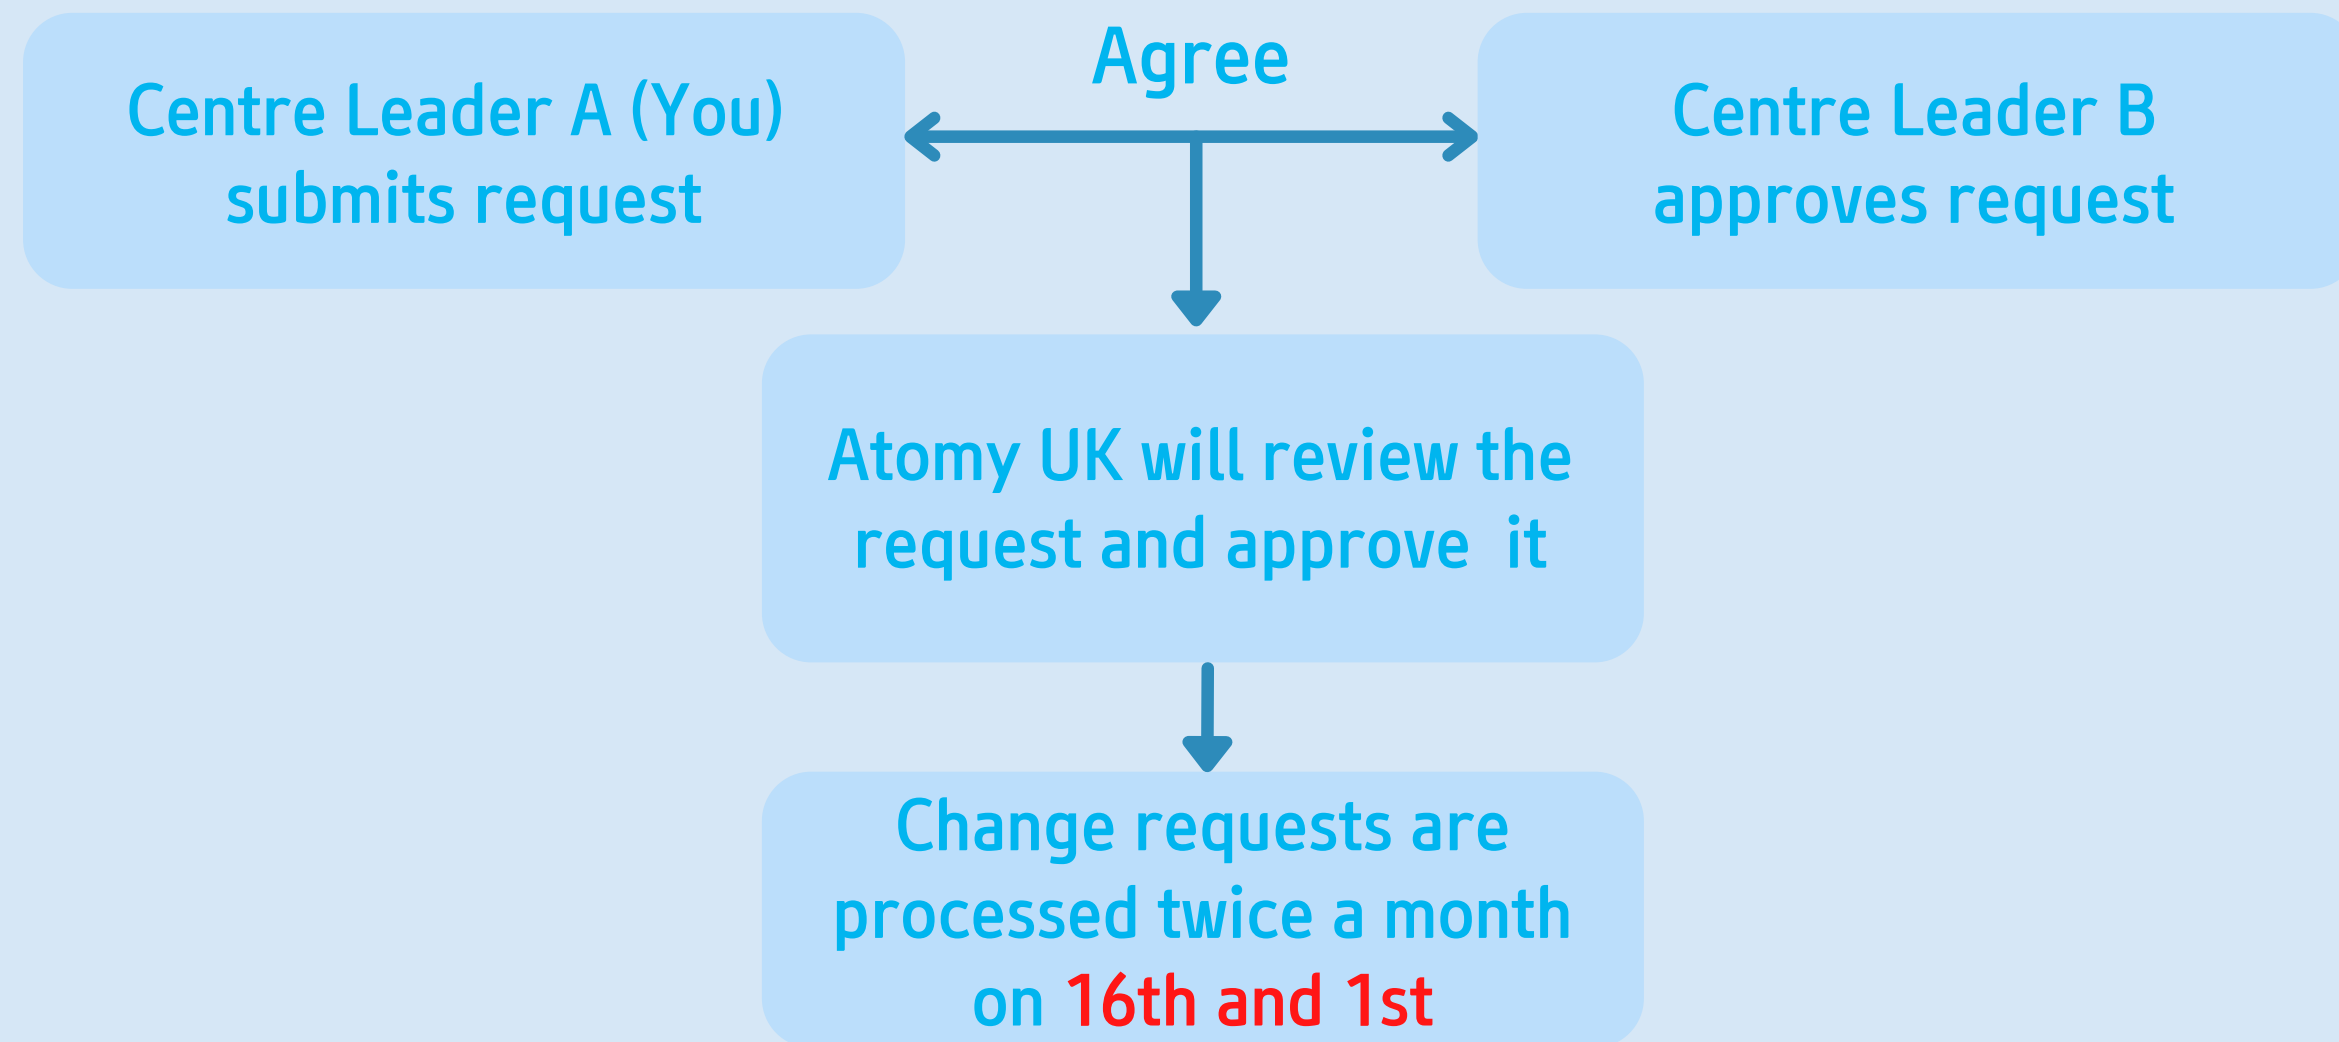 Centre Leader A (You)
submits request
Agree
Centre Leader B
approves request
Atomy UK will review the
request and approve  it
Change requests are
processed twice a month
on 16th and 1st